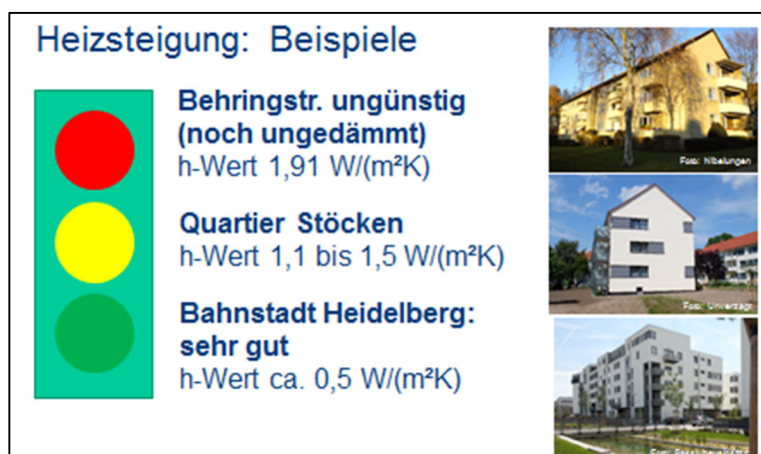 Heizsteigung: Beispiele
Behringstr. ungünstig
(noch ungedämmt)
h-Wert 1,91 W/(m²K)
Foto: Nibelungen
Quartier Stöcken
h-Wert 1,1 bis 1,5 W/(m²K)
Foto: Unverzagt
Bahnstadt Heidelberg:
sehr gut
h-Wert ca. 0,5 W/(m²K)
Foto: